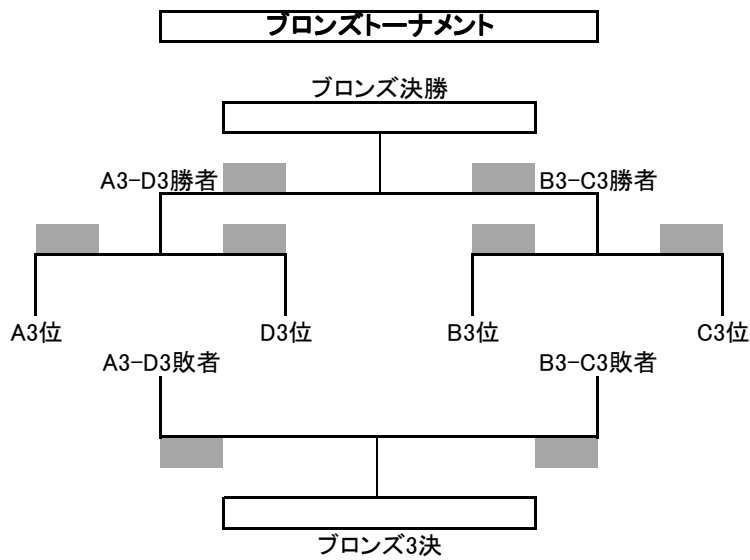 ブロンズトーナメント
ブロンズ決勝
A3-D3勝者
B3-C3勝者
A3位
D3位
B3位
C3位
A3-D3敗者
B3-C3敗者
ブロンズ3決